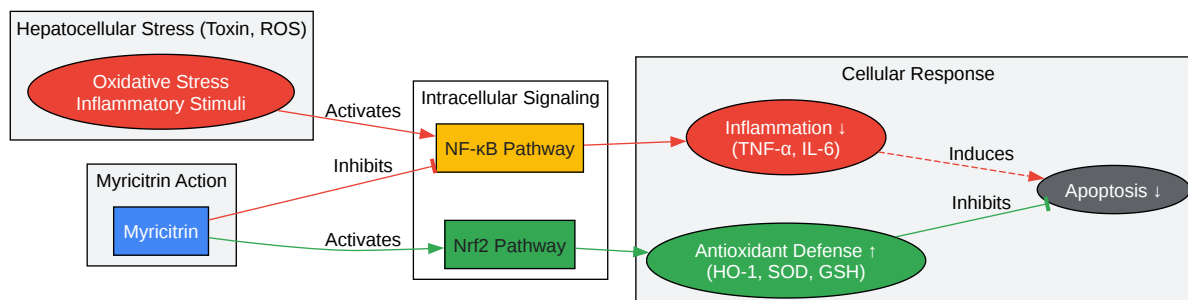 Hepatocellular Stress (Toxin, ROS)
Oxidative Stress
Inflammatory Stimuli
Activates
Myricitrin Action
Myricitrin
Inhibits
Activates
Intracellular Signaling
NF-κB Pathway
Nrf2 Pathway
Cellular Response
Inflammation ↓
(TNF-α, IL-6)
Induces
Apoptosis ↓
Inhibits
Antioxidant Defense ↑
(HO-1, SOD, GSH)